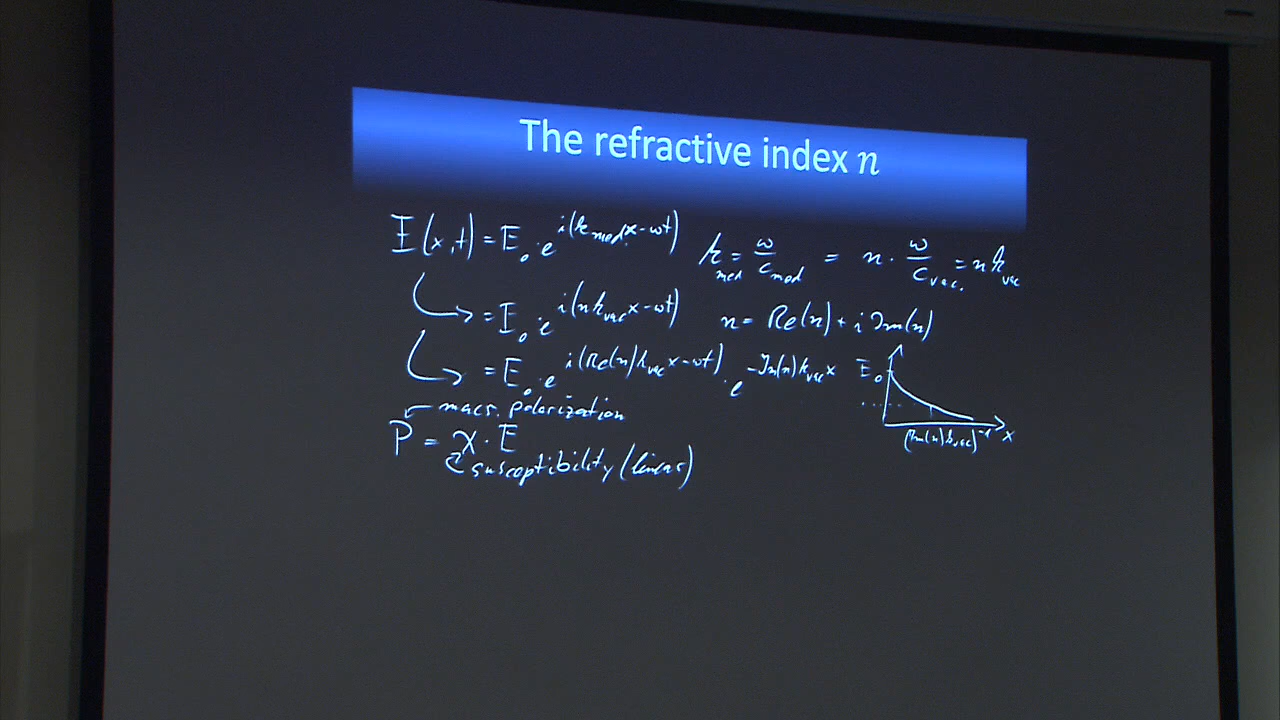 The refractive index n
E(x,t) = E₀ · e^{i(k_med x-ωt)} k_med = ω/c_med = n · ω/c_vac. = n k_vac
= E₀ · e^{i(n k_vac x-ωt)} n = Re(n) + i Im(n)
= E₀ · e^{i(Re(n) k_vac x-ωt)} · e^{-Im(n) k_vac x} E₀
macr. polarization
(Im(n) k_vac)^{-1} x
P = χ · E
susceptibility (linear)